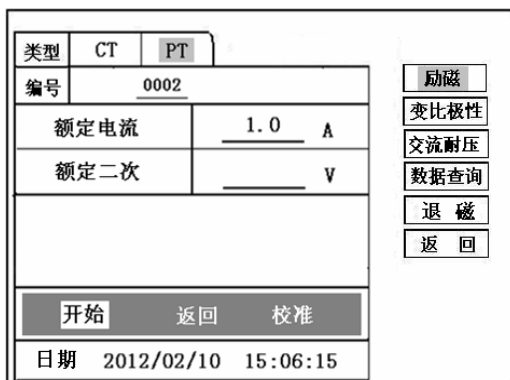 类型 CT PT
编号 0002
额定电流 1.0 A
额定二次 V
开始 返回 校准
日期 2012/02/10 15:06:15
励磁
变比极性
交流耐压
数据查询
退 磁
返 回